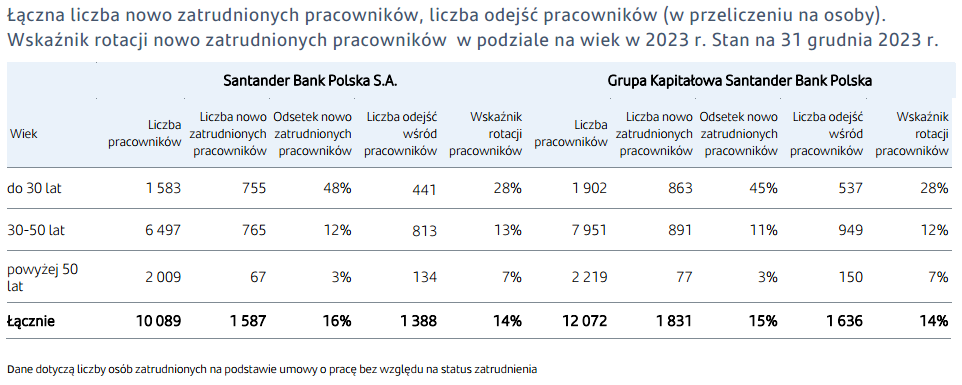 Łączna liczba nowo zatrudnionych pracowników, liczba odejść pracowników (w przeliczeniu na osoby).
Wskaźnik rotacji nowo zatrudnionych pracowników w podziale na wiek w 2023 r. Stan na 31 grudnia 2023 r.
Santander Bank Polska S.A. Grupa Kapitałowa Santander Bank Polska
Wiek Liczba pracowników Liczba nowo zatrudnionych pracowników Odsetek nowo zatrudnionych pracowników Liczba odejść wśród pracowników Wskaźnik rotacji pracowników Liczba pracowników Liczba nowo zatrudnionych pracowników Odsetek nowo zatrudnionych pracowników Liczba odejść wśród pracowników Wskaźnik rotacji pracowników
do 30 lat 1 583 755 48% 441 28% 1 902 863 45% 537 28%
30-50 lat 6 497 765 12% 813 13% 7 951 891 11% 949 12%
powyżej 50
lat 2 009 67 3% 134 7% 2 219 77 3% 150 7%
Łącznie 10 089 1 587 16% 1 388 14% 12 072 1 831 15% 1 636 14%
Dane dotyczą liczby osób zatrudnionych na podstawie umowy o pracę bez względu na status zatrudnienia